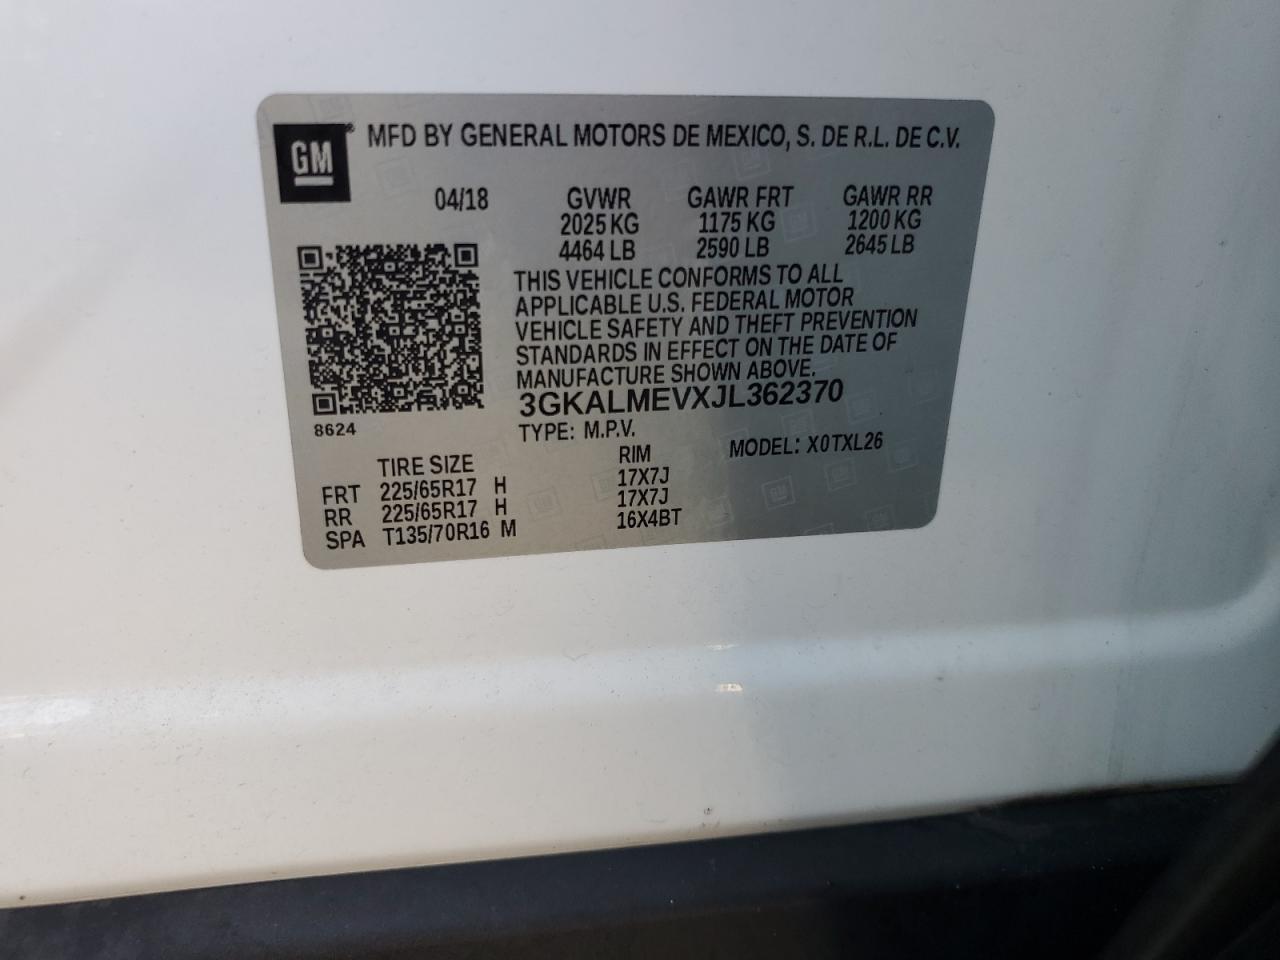 GM
MFD BY GENERAL MOTORS DE MEXICO, S. DE R.L. DE C.V.
04/18 GVWR GAWR FRT GAWR RR
2025 KG 1175 KG 1200 KG
4464 LB 2590 LB 2645 LB
THIS VEHICLE CONFORMS TO ALL
APPLICABLE U.S. FEDERAL MOTOR
VEHICLE SAFETY AND THEFT PREVENTION
STANDARDS IN EFFECT ON THE DATE OF
MANUFACTURE SHOWN ABOVE.
3GKALMEVXJL362370
8624
TYPE: M.P.V. MODEL: X0TXL26
TIRE SIZE RIM
FRT 225/65R17 H 17X7J
RR 225/65R17 H 17X7J
SPA T135/70R16 M 16X4BT